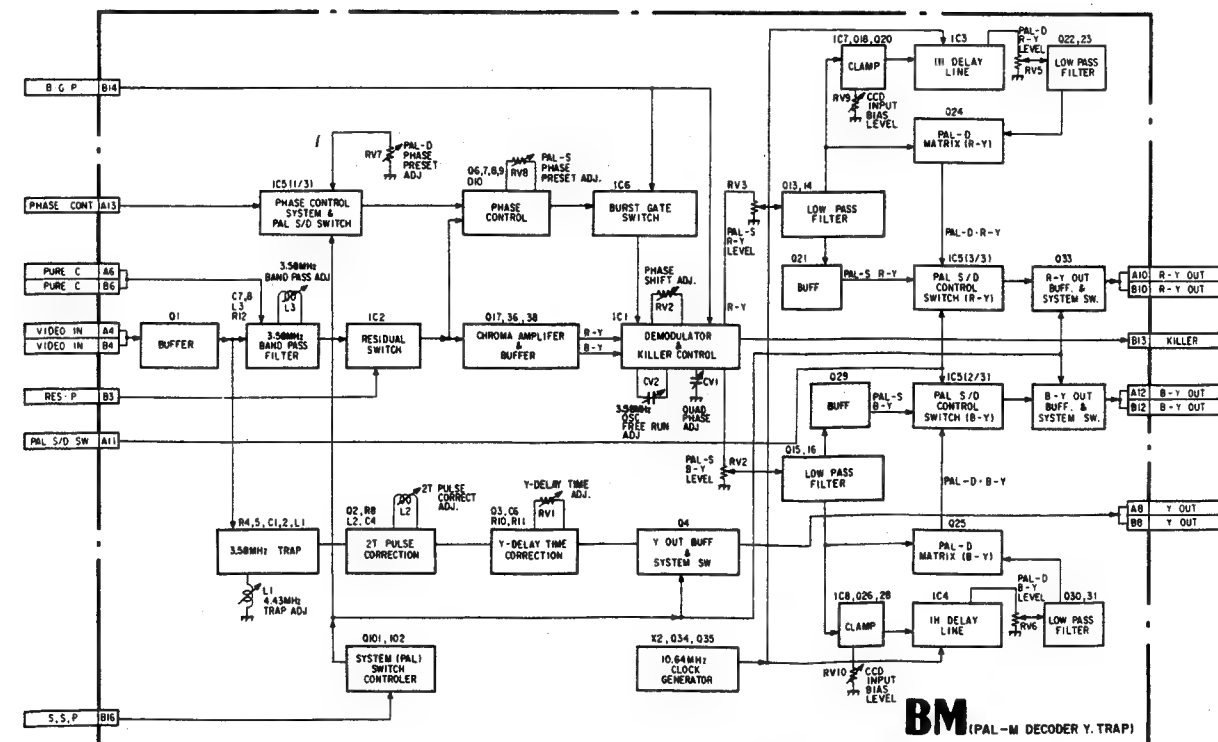 B G P B14
PHASE CONT A13
PURE C A6
PURE C B6
VIDEO IN A4
VIDEO IN B4
RES-P B3
PAL S/D SW A11
S,S,P B16
RV7 PAL-D
PHASE
PRESET
ADJ
IC5(1/3)
PHASE CONTROL
SYSTEM &
PAL S/D SWITCH
Q6,7,8,9
D10
RV8
PAL-S
PHASE
PRESET ADJ.
PHASE
CONTROL
IC6
BURST GATE
SWITCH
3.58MHz
BAND PASS ADJ
L3
C7,8
L3
R12
3.58MHz
BAND PASS
FILTER
Q1
BUFFER
IC2
RESIDUAL
SWITCH
Q17, 36, 38
CHROMA AMPLIFER
&
BUFFER
R-Y
B-Y
PHASE
SHIFT ADJ.
RV2
IC1
DEMODULATOR
&
KILLER CONTROL
CV2
3.58MHz
OSC
FREE RUN
ADJ
CV1
QUAD
PHASE
ADJ
R-Y
B-Y
RV3
PAL-S
R-Y
LEVEL
PAL-S
B-Y
LEVEL
RV2
IC7, Q18, Q20
CLAMP
RV9
CCD
INPUT
BIAS
LEVEL
IC3
1H DELAY
LINE
PAL-D
R-Y
LEVEL
RV5
Q22, 23
LOW PASS
FILTER
Q24
PAL-D
MATRIX (R-Y)
Q13, 14
LOW PASS
FILTER
Q21
BUFF
PAL-S R-Y
PAL-D·R-Y
IC5(3/3)
PAL S/D
CONTROL
SWITCH (R-Y)
Q33
R-Y OUT
BUFF. &
SYSTEM SW.
A10 R-Y OUT
B10 R-Y OUT
B13 KILLER
Q29
BUFF
PAL-S
B-Y
IC5(2/3)
PAL S/D
CONTROL
SWITCH (B-Y)
B-Y OUT
BUFF. &
SYSTEM SW.
A12 B-Y OUT
B12 B-Y OUT
Q15, 16
LOW PASS
FILTER
PAL-D·B-Y
A8 Y OUT
B8 Y OUT
R4,5, C1,2, L1
3.58MHz TRAP
L1
4.43MHz
TRAP ADJ
Q2, R8
L2, C4
2T PULSE
CORRECT
ADJ.
L2
2T PULSE
CORRECTION
Q3, C6
R10, R11
Y-DELAY TIME
ADJ.
RV1
Y-DELAY TIME
CORRECTION
Q4
Y OUT BUFF
&
SYSTEM SW
Q25
PAL-D
MATRIX (B-Y)
IC8, Q26, 28
CLAMP
RV10
CCD
INPUT
BIAS
LEVEL
IC4
1H DELAY
LINE
PAL-D
B-Y
LEVEL
RV6
Q30, 31
LOW PASS
FILTER
Q101, 102
SYSTEM (PAL)
SWITCH
CONTROLER
X2, Q34, Q35
10.64MHz
CLOCK
GENERATOR
BM (PAL-M DECODER Y. TRAP)